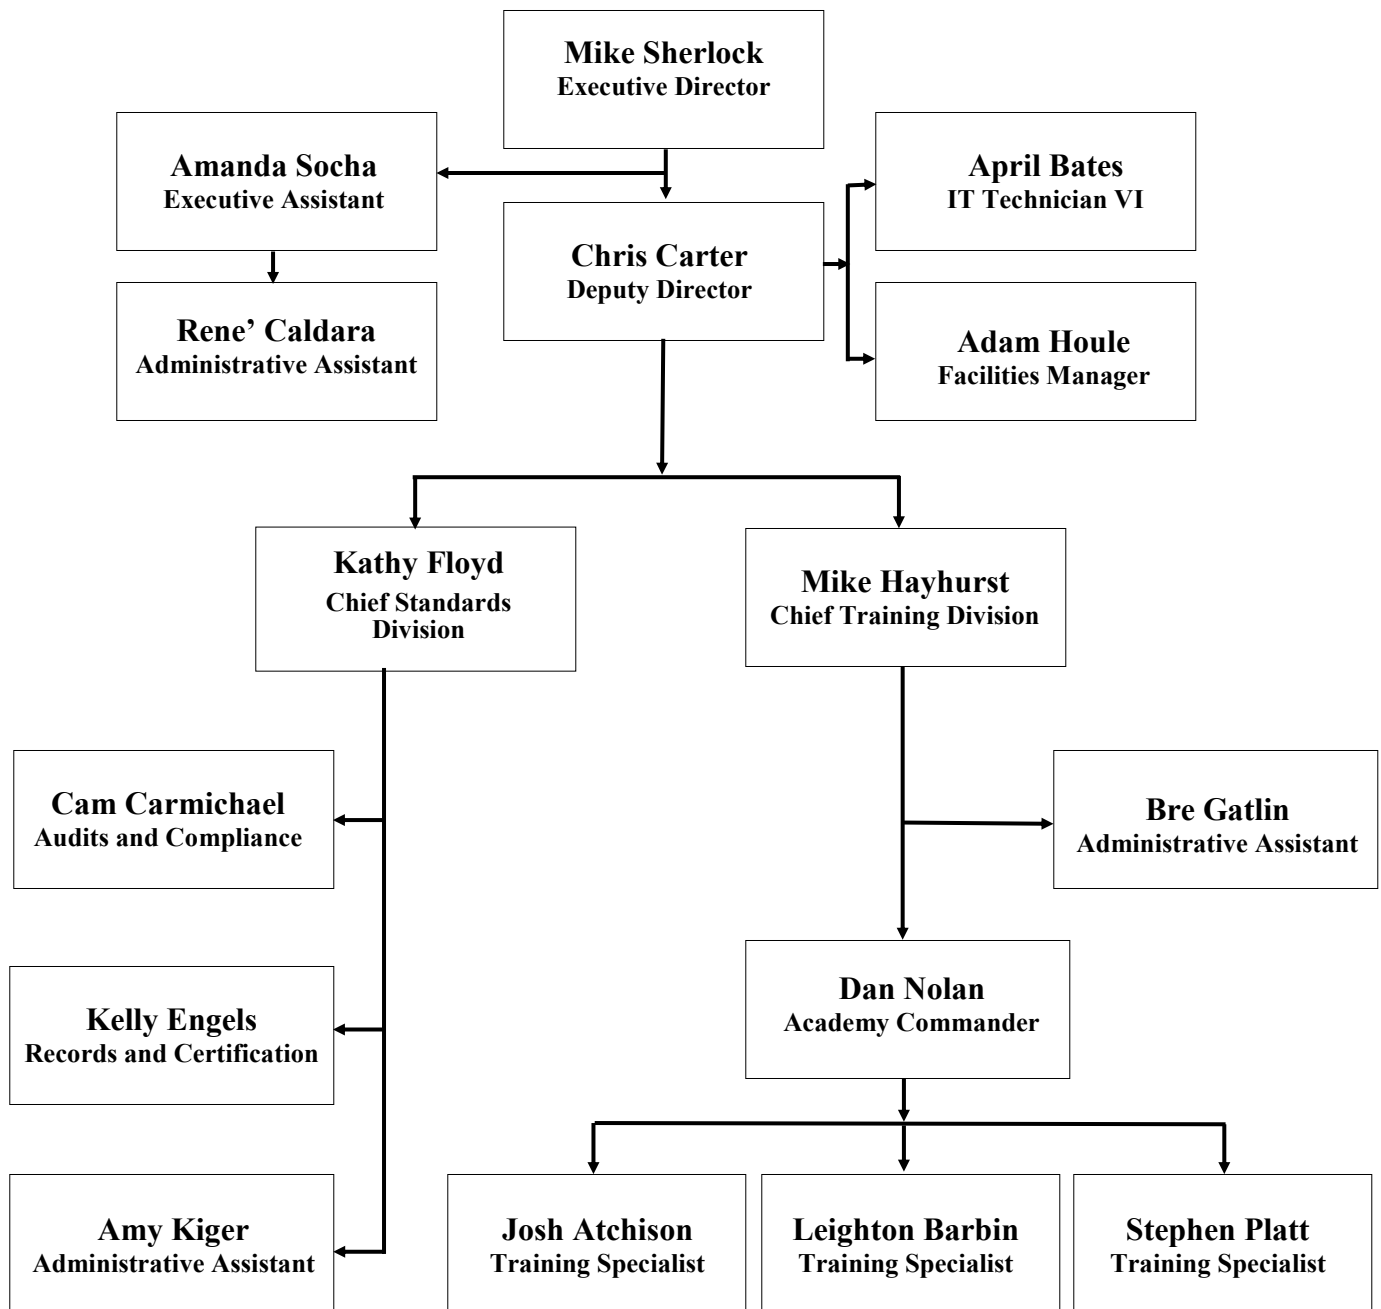 Mike Sherlock
Executive Director
Amanda Socha
Executive Assistant
April Bates
IT Technician VI
Chris Carter
Deputy Director
Rene’ Caldara
Administrative Assistant
Adam Houle
Facilities Manager
Kathy Floyd
Chief Standards
Division
Mike Hayhurst
Chief Training Division
Cam Carmichael
Audits and Compliance
Bre Gatlin
Administrative Assistant
Kelly Engels
Records and Certification
Dan Nolan
Academy Commander
Amy Kiger
Administrative Assistant
Josh Atchison
Training Specialist
Leighton Barbin
Training Specialist
Stephen Platt
Training Specialist